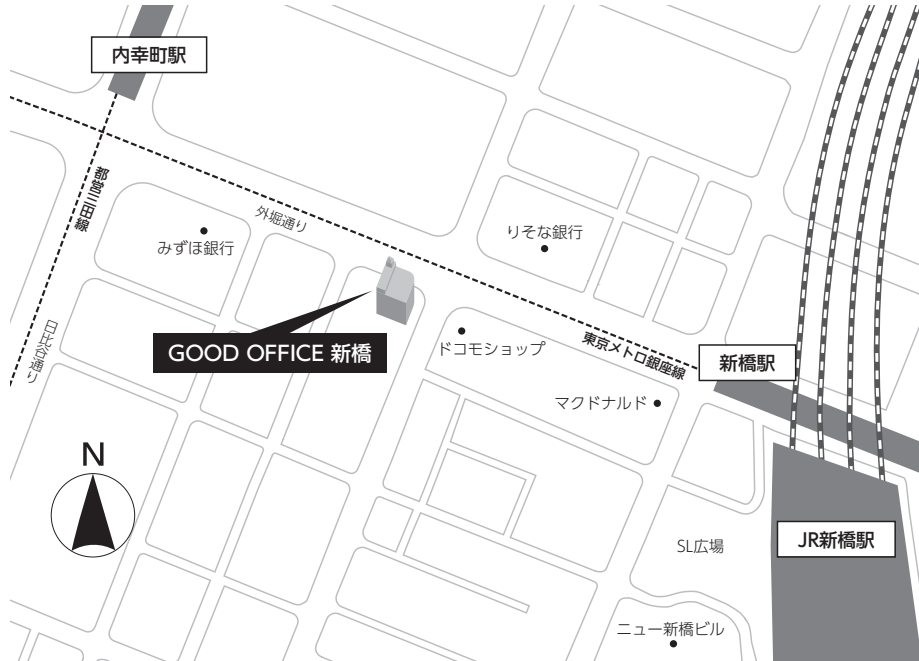 内幸町駅
都営三田線
外堀通り
みずほ銀行
りそな銀行
日比谷通り
GOOD OFFICE 新橋
ドコモショップ
東京メトロ銀座線
新橋駅
マクドナルド
N
SL広場
JR新橋駅
ニュー新橋ビル